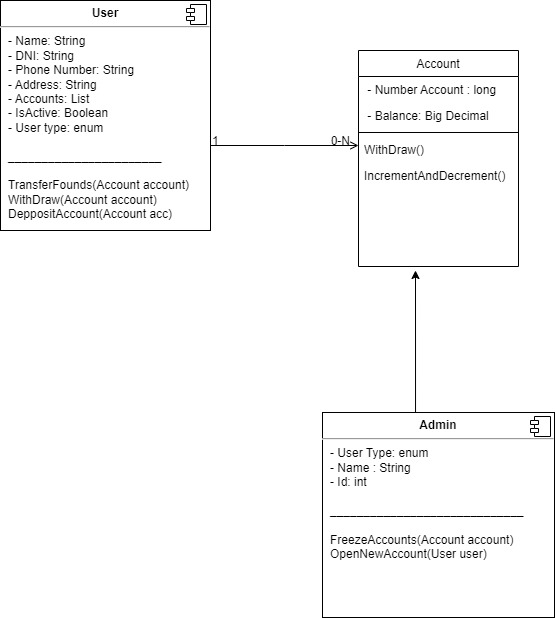 User
- Name: String
- DNI: String
- Phone Number: String
- Address: String
- Accounts: List
- IsActive: Boolean
- User type: enum
TransferFounds(Account account)
WithDraw(Account account)
DeppositAccount(Account acc)
1
0-N
Account
- Number Account : long
- Balance: Big Decimal
WithDraw()
IncrementAndDecrement()
Admin
- User Type: enum
- Name : String
- Id: int
FreezeAccounts(Account account)
OpenNewAccount(User user)